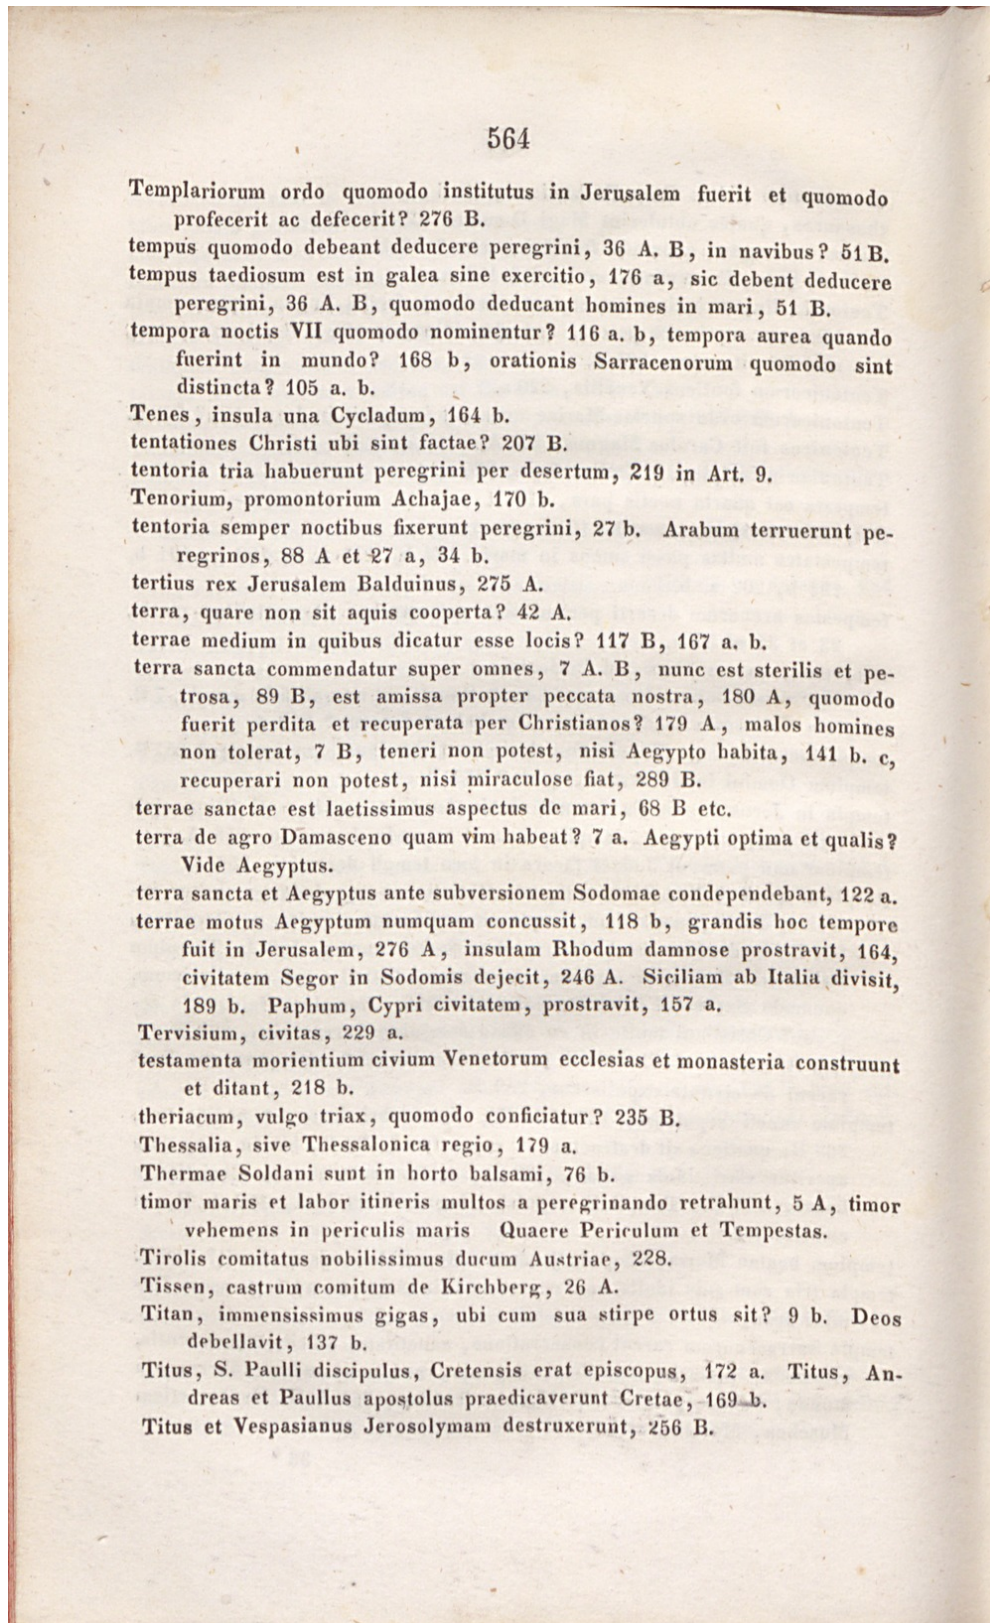 564
Templariorum ordo quomodo institutus in Jerusalem fuerit et quomodo
profecerit ac defecerit? 276 B.
tempus quomodo debeant deducere peregrini, 36 A. B, in navibus? 51 B.
tempus taediosum est in galea sine exercitio, 176 a, sic debent deducere
peregrini, 36 A. B, quomodo deducant homines in mari, 51 B.
tempora noctis VII quomodo nominentur? 116 a. b, tempora aurea quando
fuerint in mundo? 168 b, orationis Sarracenorum quomodo sint
distincta? 105 a. b.
Tenes, insula una Cycladum, 164 b.
tentationes Christi ubi sint factae? 207 B.
tentoria tria habuerunt peregrini per desertum, 219 in Art. 9.
Tenorium, promontorium Achajae, 170 b.
tentoria semper noctibus fixerunt peregrini, 27 b. Arabum terruerunt pe-
regrinos, 88 A et 27 a, 34 b.
tertius rex Jerusalem Balduinus, 275 A.
terra, quare non sit aquis cooperta? 42 A.
terrae medium in quibus dicatur esse locis? 117 B, 167 a. b.
terra sancta commendatur super omnes, 7 A. B, nunc est sterilis et pe-
trosa, 89 B, est amissa propter peccata nostra, 180 A, quomodo
fuerit perdita et recuperata per Christianos? 179 A, malos homines
non tolerat, 7 B, teneri non potest, nisi Aegypto habita, 141 b. c,
recuperari non potest, nisi miraculose fiat, 289 B.
terrae sanctae est laetissimus aspectus de mari, 68 B etc.
terra de agro Damasceno quam vim habeat? 7 a. Aegypti optima et qualis?
Vide Aegyptus.
terra sancta et Aegyptus ante subversionem Sodomae condependebant, 122 a.
terrae motus Aegyptum numquam concussit, 118 b, grandis hoc tempore
fuit in Jerusalem, 276 A, insulam Rhodum damnose prostravit, 164,
civitatem Segor in Sodomis dejecit, 246 A. Siciliam ab Italia divisit,
189 b. Paphum, Cypri civitatem, prostravit, 157 a.
Tervisium, civitas, 229 a.
testamenta morientium civium Venetorum ecclesias et monasteria construunt
et ditant, 218 b.
theriacum, vulgo triax, quomodo conficiatur? 235 B.
Thessalia, sive Thessalonica regio, 179 a.
Thermae Soldani sunt in horto balsami, 76 b.
timor maris et labor itineris multos a peregrinando retrahunt, 5 A, timor
vehemens in periculis maris Quaere Periculum et Tempestas.
Tirolis comitatus nobilissimus ducum Austriae, 228.
Tissen, castrum comitum de Kirchberg, 26 A.
Titan, immensissimus gigas, ubi cum sua stirpe ortus sit? 9 b. Deos
debellavit, 137 b.
Titus, S. Paulli discipulus, Cretensis erat episcopus, 172 a. Titus, An-
dreas et Paullus apostolus praedicaverunt Cretae, 169 b.
Titus et Vespasianus Jerosolymam destruxerunt, 256 B.